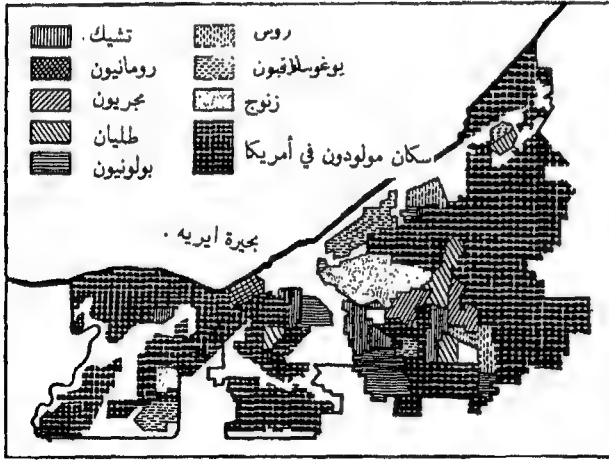 تشيك .
رومانيون
مجريون
طليان
بولونيون
روس
يوغوسلافيون
زنوج
سكان مولودون في أمريكا
بحيرة ايريه .